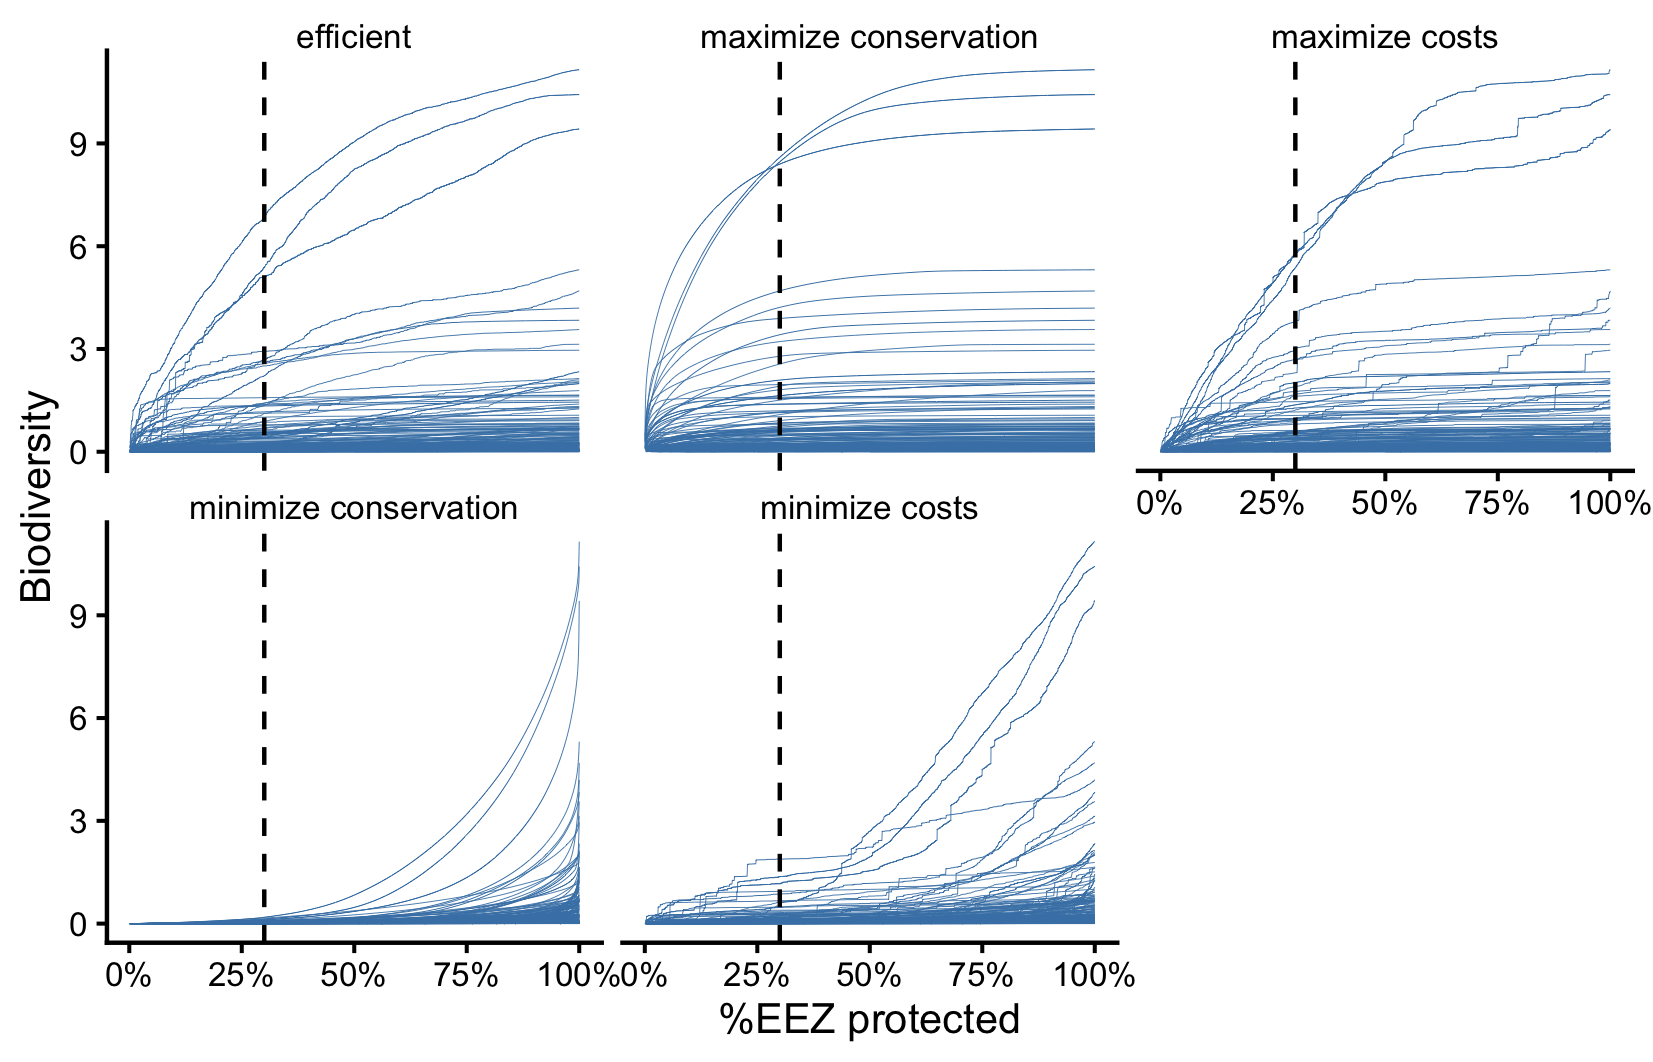 efficient
maximize conservation
maximize costs
9
6
3
0
0% 25% 50% 75% 100%
minimize conservation
minimize costs
Biodiversity
9
6
3
0
0% 25% 50% 75% 100%
0% 25% 50% 75% 100%
%EEZ protected